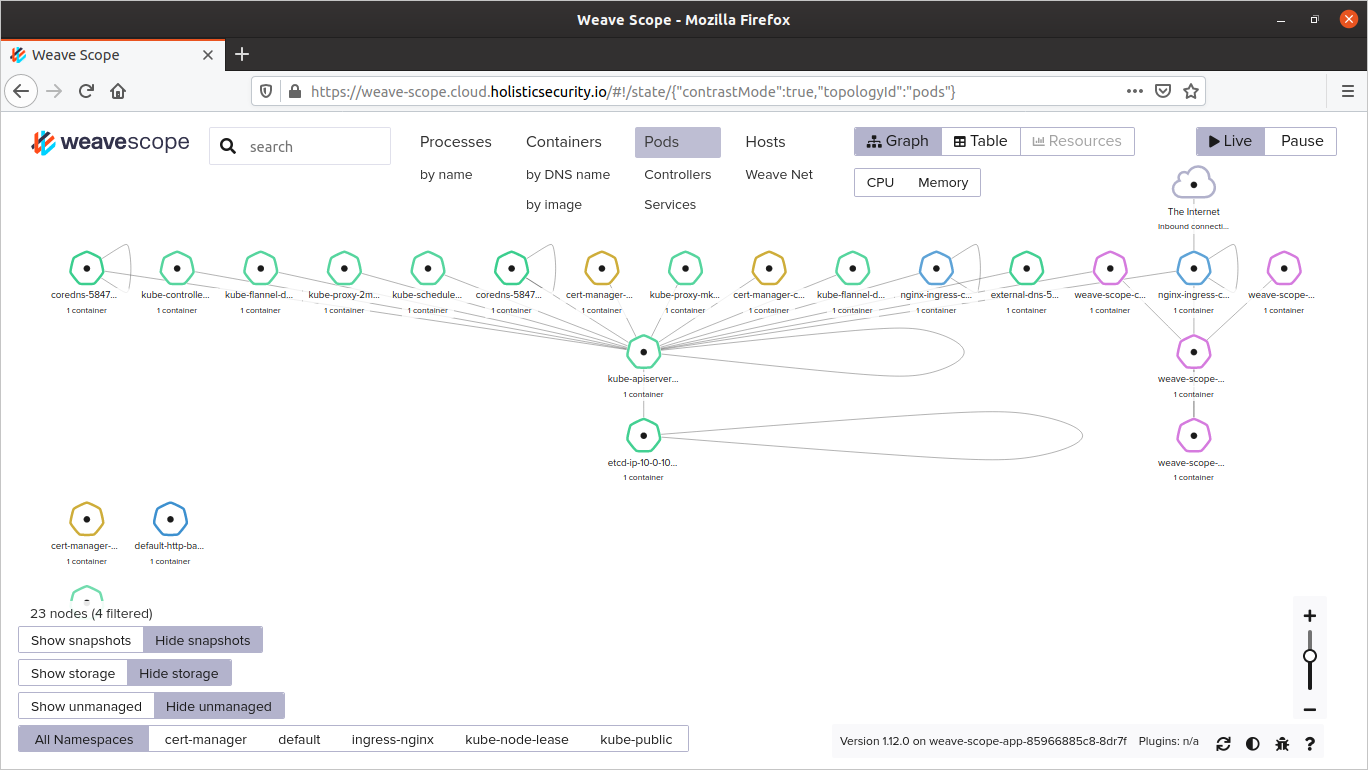 Weave Scope - Mozilla Firefox
Weave Scope
https://weave-scope.cloud.holisticsecurity.io/#!/state/{"contrastMode":true,"topologyId":"pods"}
weavescope
search
Processes Containers Pods Hosts
Graph Table Resources
Live Pause
by name by DNS name Controllers Weave Net
CPU Memory
by image Services
The Internet
Inbound connecti...
coredns-5847... kube-controlle... kube-flannel-d... kube-proxy-2m... kube-schedule... coredns-5847... cert-manager-... kube-proxy-mk... cert-manager-c... kube-flannel-d... nginx-ingress-c... external-dns-5... weave-scope-c... nginx-ingress-c... weave-scope-...
1 container 1 container 1 container 1 container 1 container 1 container 1 container 1 container 1 container 1 container 1 container 1 container 1 container 1 container 1 container
kube-apiserver... weave-scope-...
1 container 1 container
etcd-ip-10-0-10... weave-scope-...
1 container 1 container
cert-manager-... default-http-ba...
1 container 1 container
23 nodes (4 filtered)
Show snapshots Hide snapshots
Show storage Hide storage
Show unmanaged Hide unmanaged
All Namespaces cert-manager default ingress-nginx kube-node-lease kube-public
Version 1.12.0 on weave-scope-app-85966885c8-8dr7f Plugins: n/a